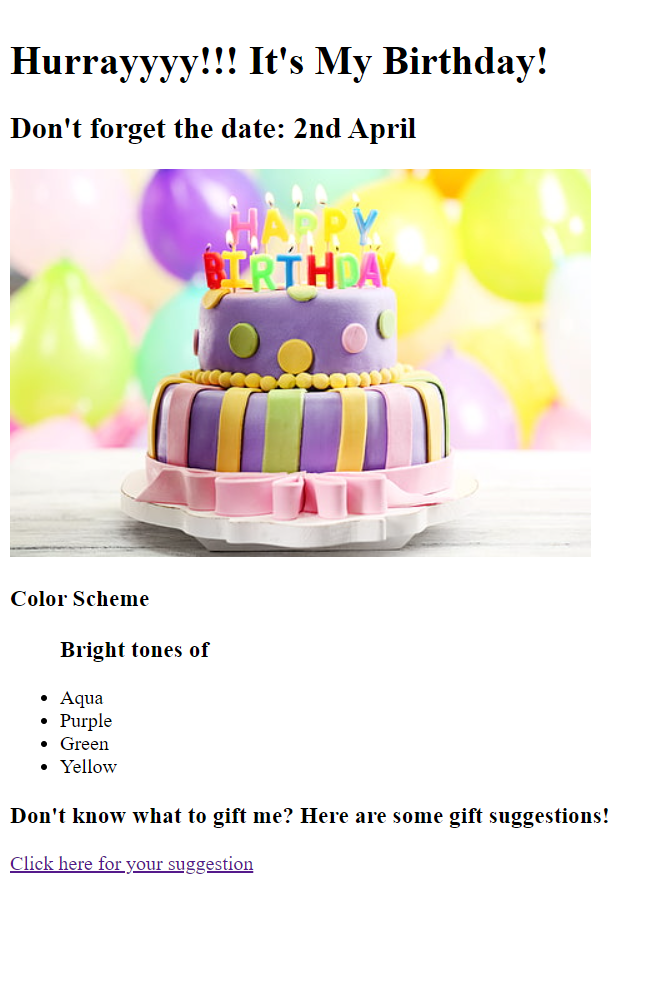 Hurrayyyy!!! It's My Birthday!
Don't forget the date: 2nd April
HAPPY
BIRTHDAY
Color Scheme
Bright tones of
Aqua
Purple
Green
Yellow
Don't know what to gift me? Here are some gift suggestions!
Click here for your suggestion